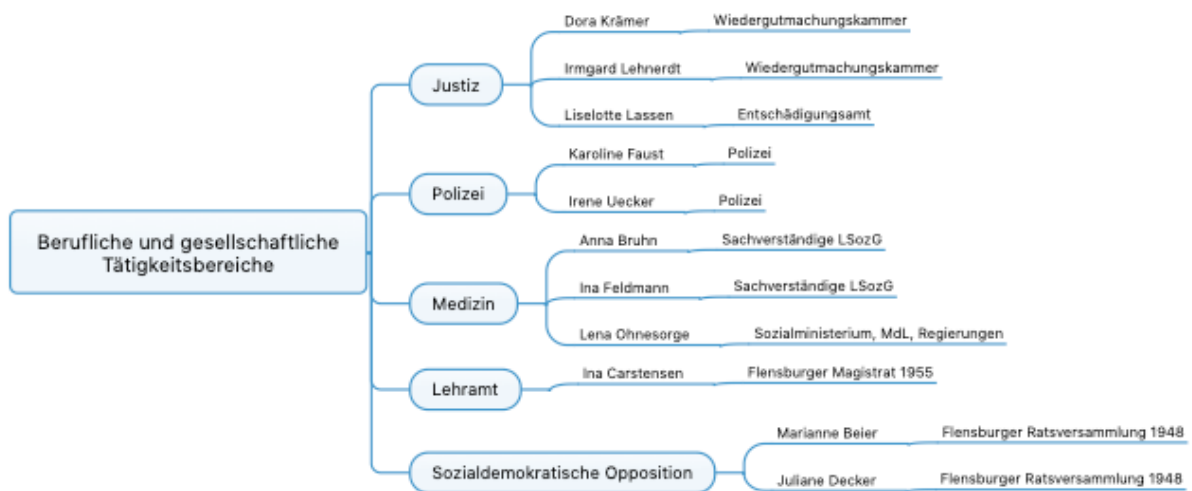 Berufliche und gesellschaftliche
Tätigkeitsbereiche
Justiz
Dora Krämer Wiedergutmachungskammer
Irmgard Lehnerdt Wiedergutmachungskammer
Liselotte Lassen Entschädigungsamt
Polizei
Karoline Faust Polizei
Irene Uecker Polizei
Medizin
Anna Bruhn Sachverständige LSozG
Ina Feldmann Sachverständige LSozG
Lena Ohnesorge Sozialministerium, MdL, Regierungen
Lehramt
Ina Carstensen Flensburger Magistrat 1955
Sozialdemokratische Opposition
Marianne Beier Flensburger Ratsversammlung 1948
Juliane Decker Flensburger Ratsversammlung 1948